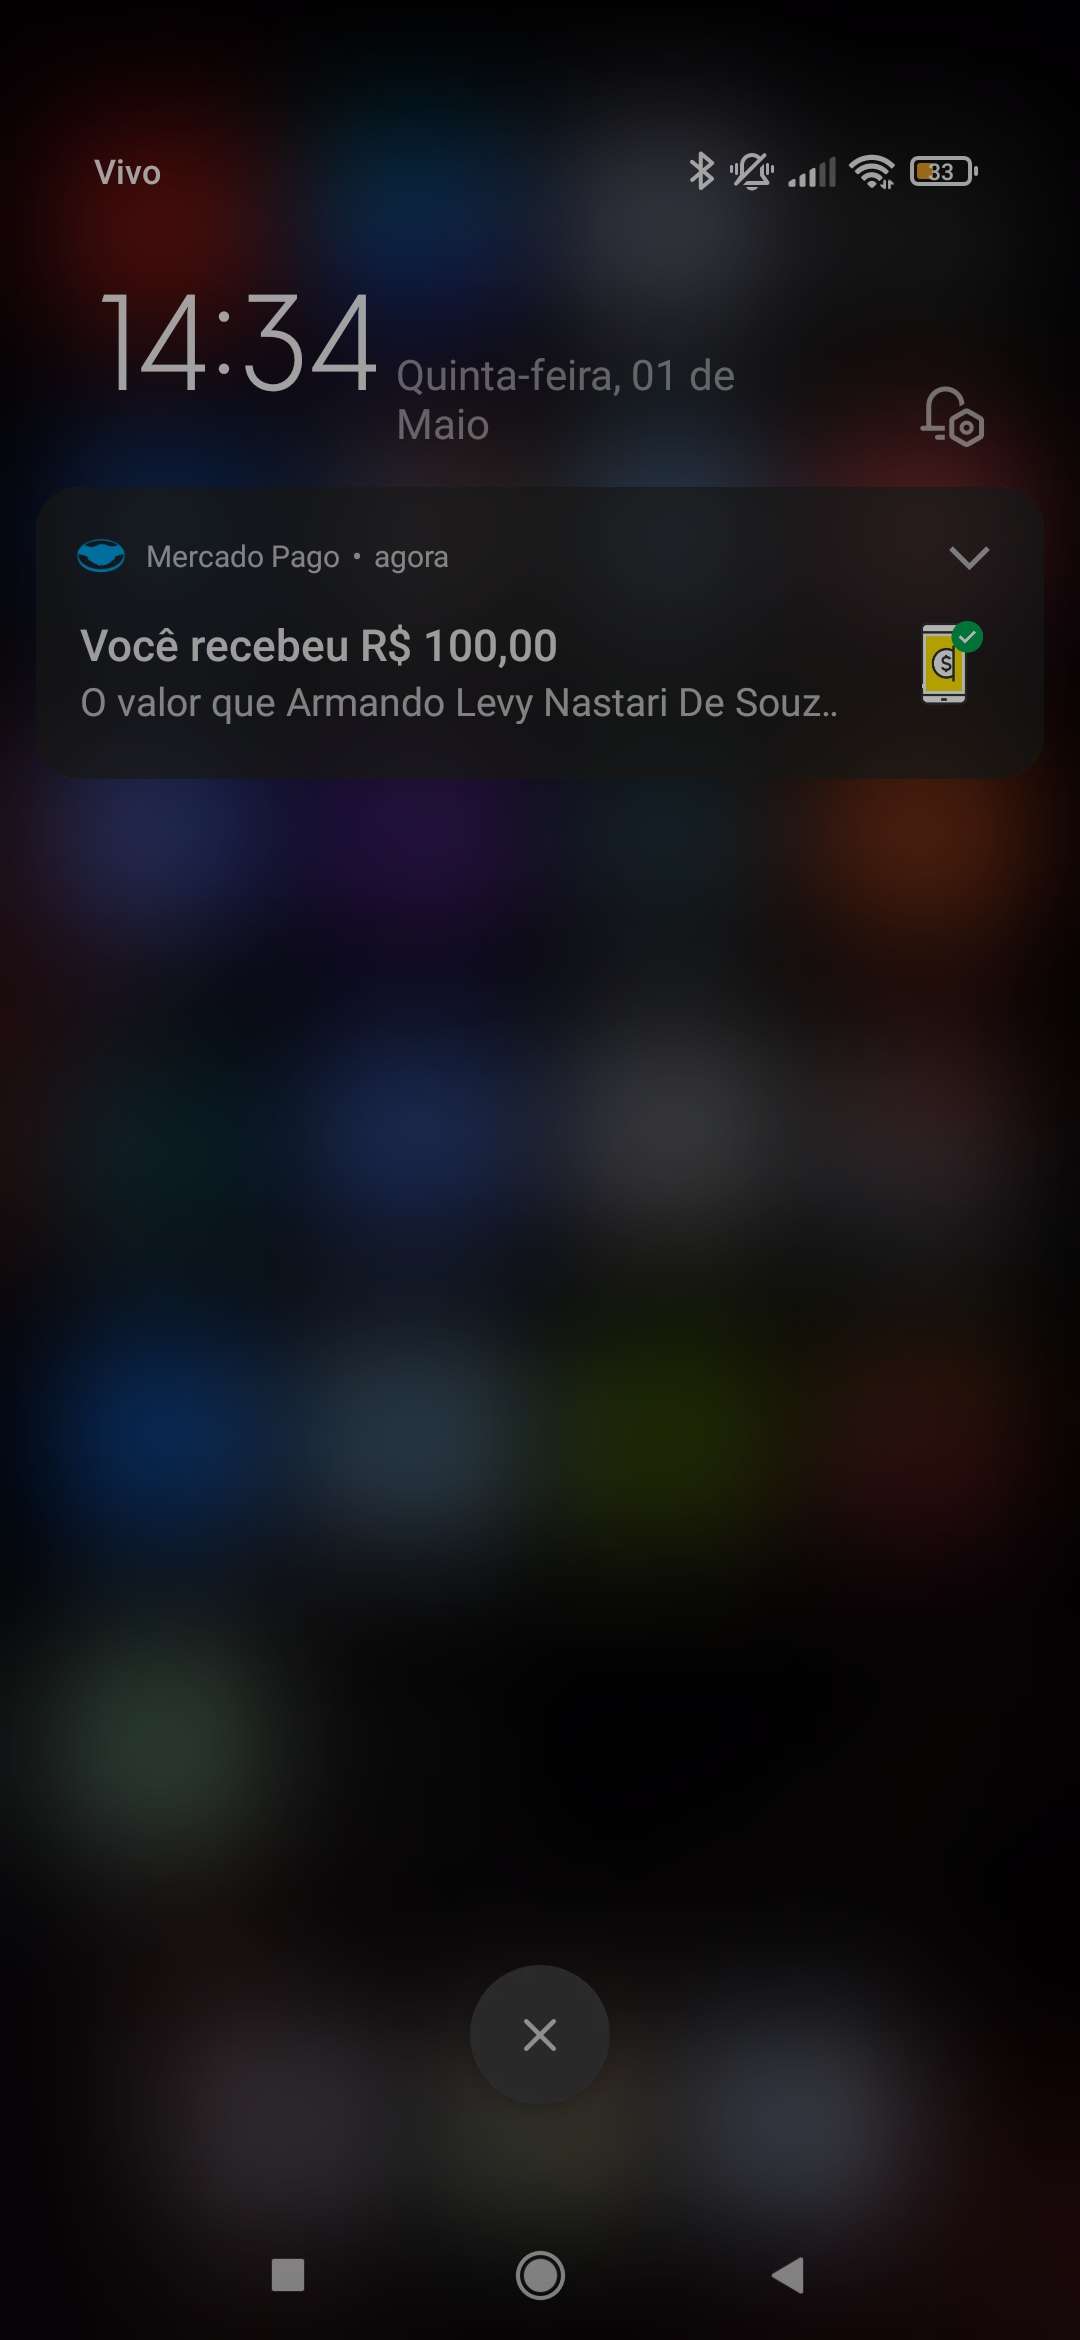 Vivo
33
14:34
Quinta-feira, 01 de
Maio
Mercado Pago • agora
Você recebeu R$ 100,00
O valor que Armando Levy Nastari De Souz..